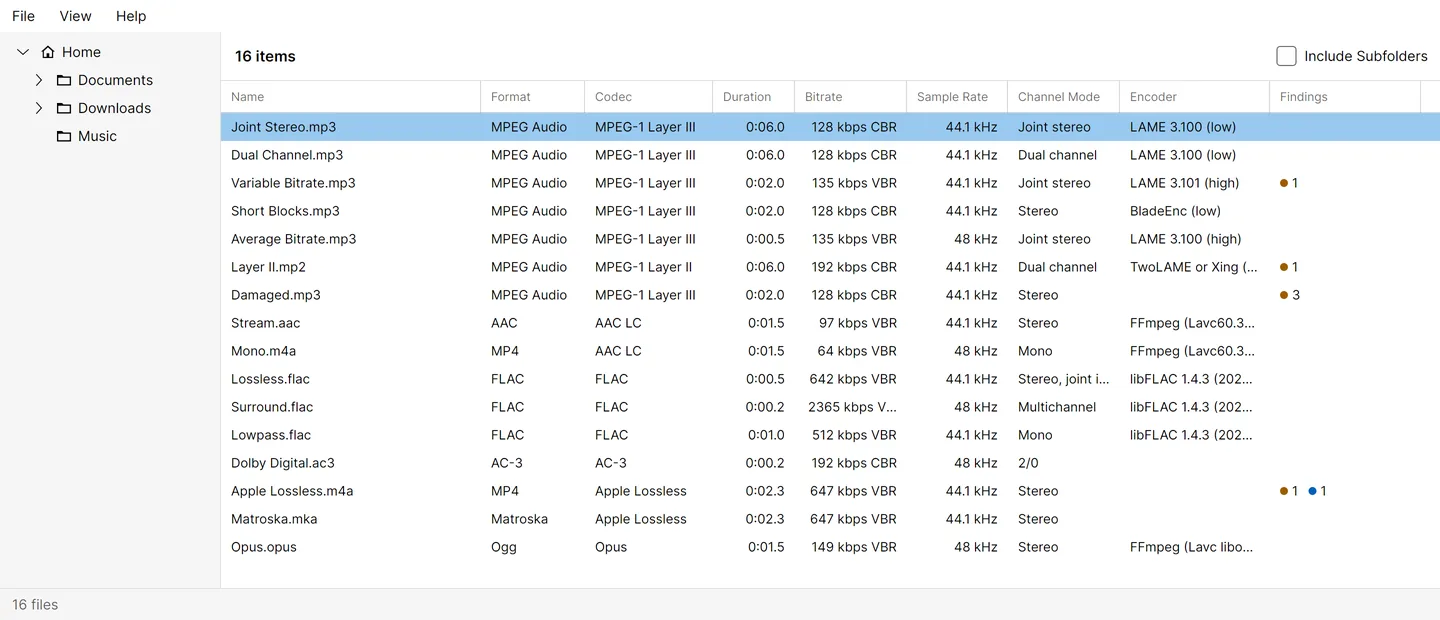 File View Help
Home
Documents
Downloads
Music
16 items
Include Subfolders
Name Format Codec Duration Bitrate Sample Rate Channel Mode Encoder Findings
Joint Stereo.mp3 MPEG Audio MPEG-1 Layer III 0:06.0 128 kbps CBR 44.1 kHz Joint stereo LAME 3.100 (low)
Dual Channel.mp3 MPEG Audio MPEG-1 Layer III 0:06.0 128 kbps CBR 44.1 kHz Dual channel LAME 3.100 (low)
Variable Bitrate.mp3 MPEG Audio MPEG-1 Layer III 0:02.0 135 kbps VBR 44.1 kHz Joint stereo LAME 3.101 (high) 1
Short Blocks.mp3 MPEG Audio MPEG-1 Layer III 0:02.0 128 kbps CBR 44.1 kHz Stereo BladeEnc (low)
Average Bitrate.mp3 MPEG Audio MPEG-1 Layer III 0:00.5 135 kbps VBR 48 kHz Joint stereo LAME 3.100 (high)
Layer II.mp2 MPEG Audio MPEG-1 Layer II 0:06.0 192 kbps CBR 44.1 kHz Dual channel TwoLAME or Xing (... 1
Damaged.mp3 MPEG Audio MPEG-1 Layer III 0:02.0 128 kbps CBR 44.1 kHz Stereo 3
Stream.aac AAC AAC LC 0:01.5 97 kbps VBR 44.1 kHz Stereo FFmpeg (Lavc60.3...
Mono.m4a MP4 AAC LC 0:01.5 64 kbps VBR 48 kHz Mono FFmpeg (Lavc60.3...
Lossless.flac FLAC FLAC 0:00.5 642 kbps VBR 44.1 kHz Stereo, joint i... libFLAC 1.4.3 (202...
Surround.flac FLAC FLAC 0:00.2 2365 kbps V... 48 kHz Multichannel libFLAC 1.4.3 (202...
Lowpass.flac FLAC FLAC 0:01.0 512 kbps VBR 44.1 kHz Mono libFLAC 1.4.3 (202...
Dolby Digital.ac3 AC-3 AC-3 0:00.2 192 kbps CBR 48 kHz 2/0
Apple Lossless.m4a MP4 Apple Lossless 0:02.3 647 kbps VBR 44.1 kHz Stereo 1 1
Matroska.mka Matroska Apple Lossless 0:02.3 647 kbps VBR 44.1 kHz Stereo
Opus.opus Ogg Opus 0:01.5 149 kbps VBR 48 kHz Stereo FFmpeg (Lavc libo...
16 files